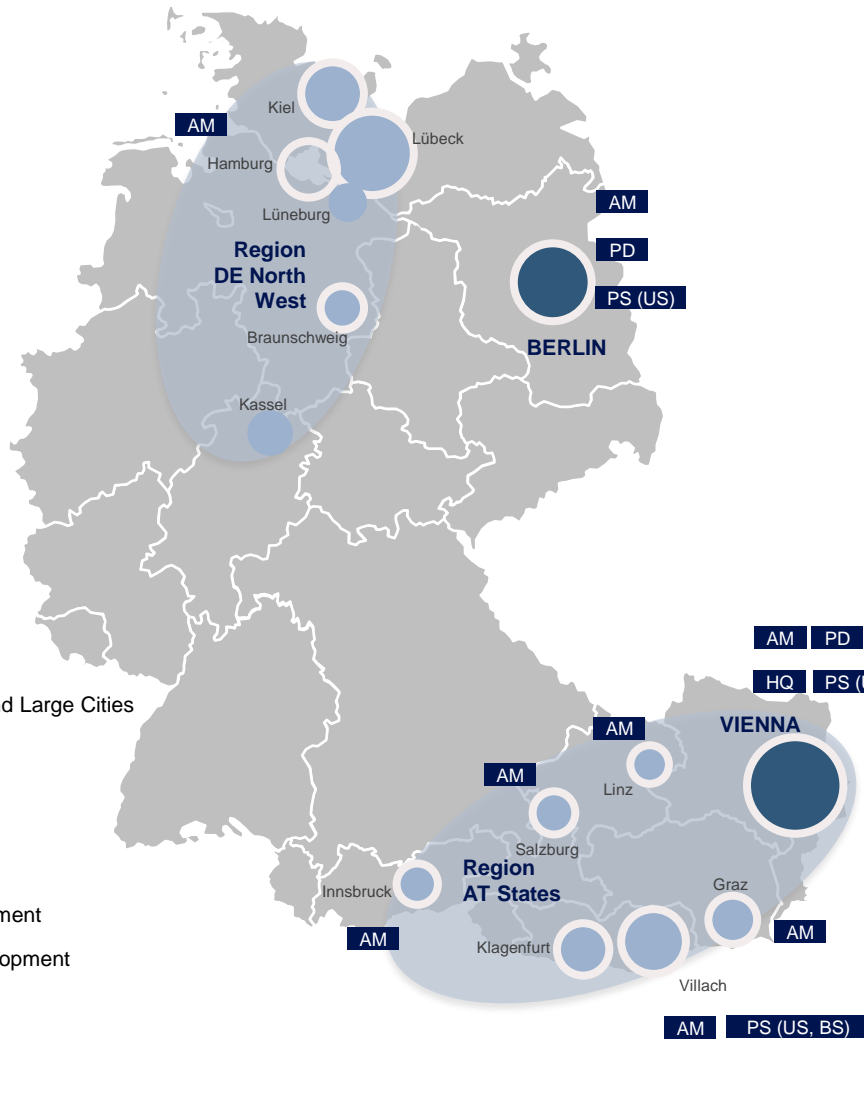 Kiel
AM
Lübeck
Hamburg
AM
Lüneburg
Region
DE North
West
PD
PS (US)
Braunschweig
BERLIN
Kassel
AM
PD
HQ
PS (
Large Cities
VIENNA
AM
AM
Linz
Salzburg
Region
AT States
Innsbruck
Graz
AM
AM
Klagenfurt
Villach
AM
PS (US, BS)